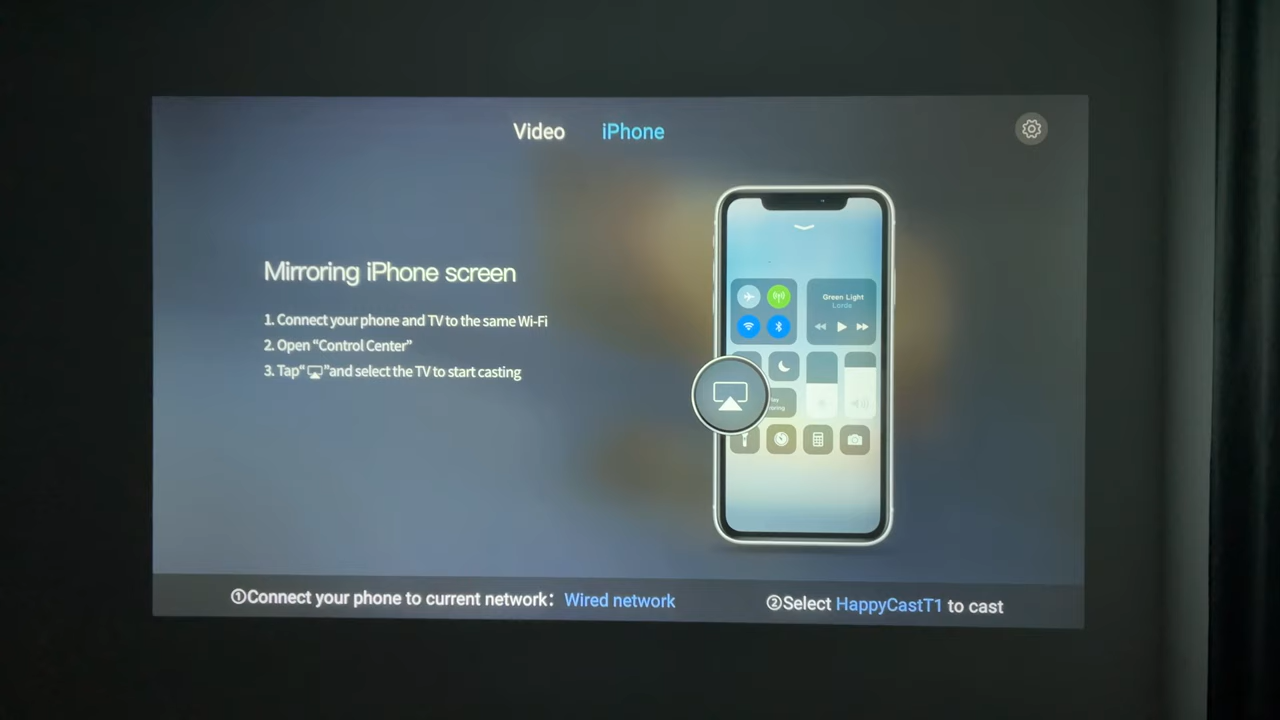 Video iPhone
Mirroring iPhone screen
1. Connect your phone and TV to the same Wi-Fi
2. Open “Control Center”
3. Tap“ ”and select the TV to start casting
Green Light
Lorde
①Connect your phone to current network: Wired network
②Select HappyCastT1 to cast